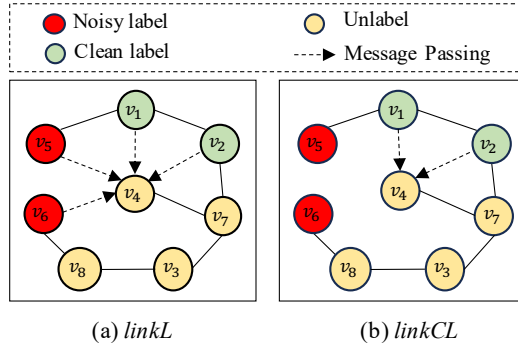 Noisy label
Unlabel
Clean label
Message Passing
v1
v5
v2
v4
v6
v7
v8
v3
v1
v5
v2
v4
v6
v7
v8
v3
(a) linkL
(b) linkCL